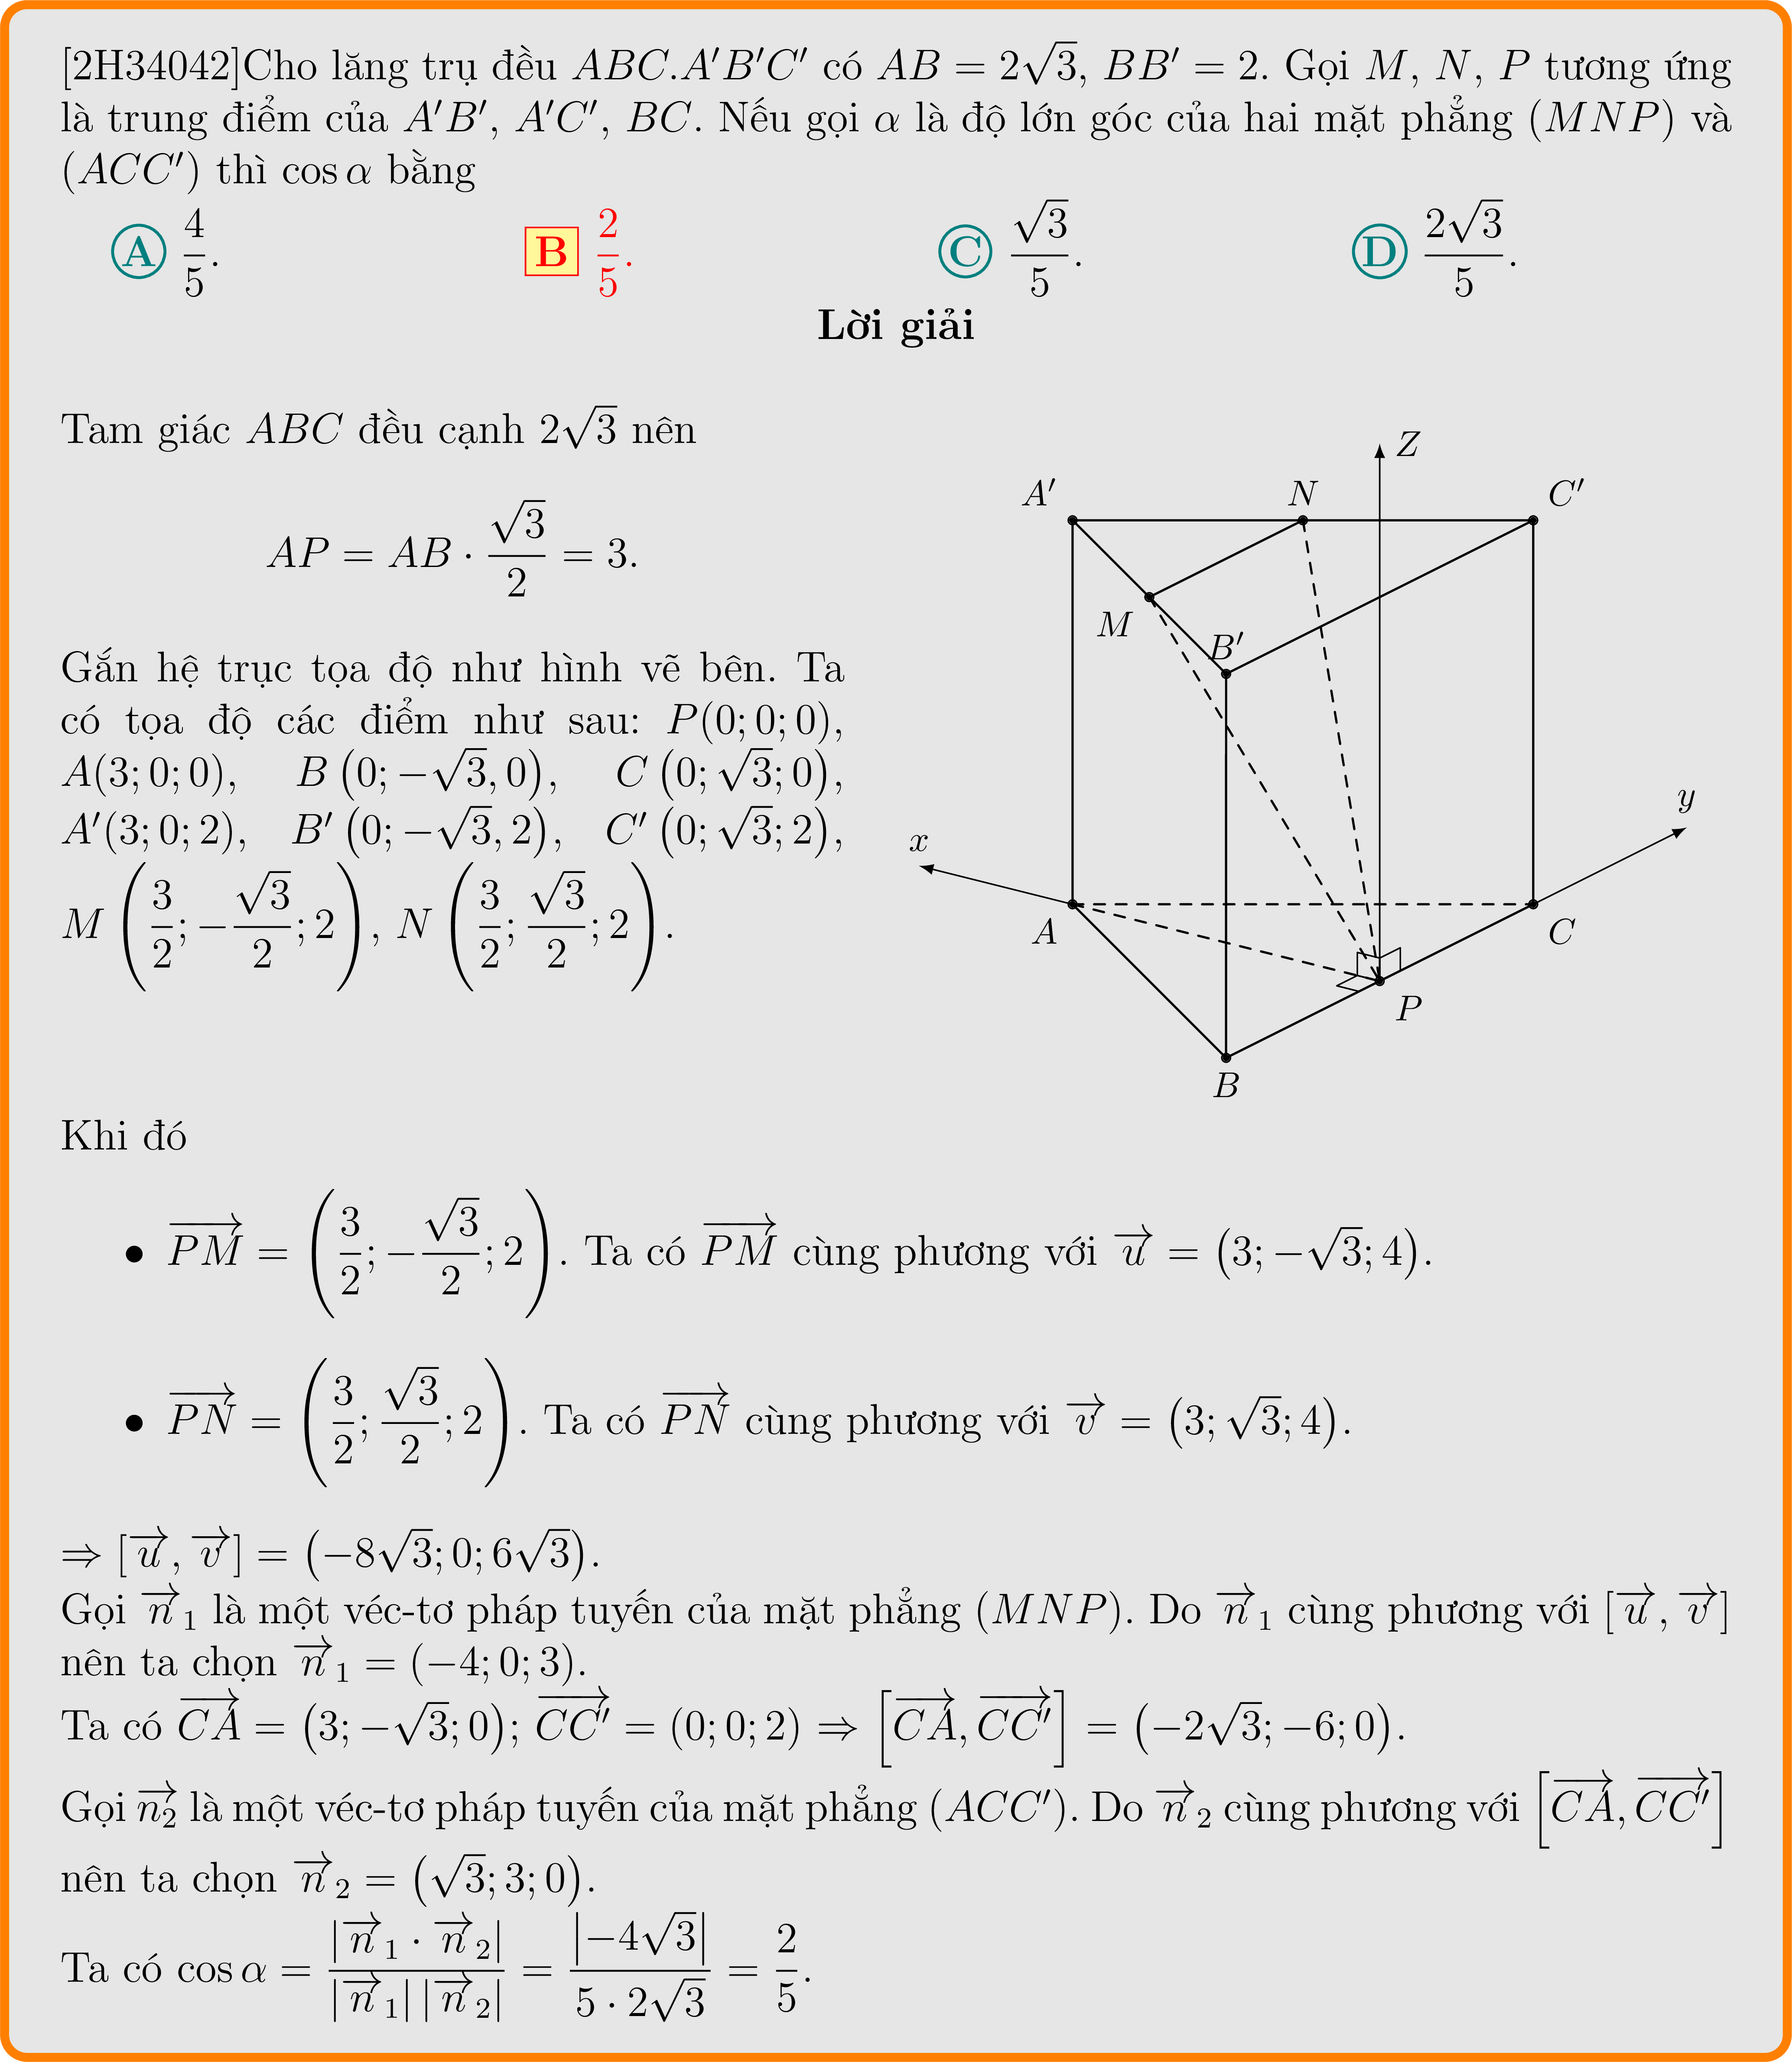 [2H34042]Cho lăng trụ đều $ABC.A'B'C'$ có $AB = 2\sqrt{3}$, $BB' = 2$. Gọi $M$, $N$, $P$ tương ứng
là trung điểm của $A'B'$, $A'C'$, $BC$. Nếu gọi $\alpha$ là độ lớn góc của hai mặt phẳng $(MNP)$ và
$(ACC')$ thì $\cos\alpha$ bằng
A $\dfrac{4}{5}$. B $\dfrac{2}{5}$. C $\dfrac{\sqrt{3}}{5}$. D $\dfrac{2\sqrt{3}}{5}$.
Lời giải
Tam giác $ABC$ đều cạnh $2\sqrt{3}$ nên
$AP = AB \cdot \dfrac{\sqrt{3}}{2} = 3.$
Gắn hệ trục tọa độ như hình vẽ bên. Ta
có tọa độ các điểm như sau: $P(0; 0; 0)$,
$A(3; 0; 0)$, $B\left(0; -\sqrt{3}, 0\right)$, $C\left(0; \sqrt{3}; 0\right)$,
$A'(3; 0; 2)$, $B'\left(0; -\sqrt{3}, 2\right)$, $C'\left(0; \sqrt{3}; 2\right)$,
$M\left(\dfrac{3}{2}; -\dfrac{\sqrt{3}}{2}; 2\right)$, $N\left(\dfrac{3}{2}; \dfrac{\sqrt{3}}{2}; 2\right)$.
Z
A'
N
C'
M
B'
y
x
A
C
P
B
Khi đó
• $\overrightarrow{PM} = \left(\dfrac{3}{2}; -\dfrac{\sqrt{3}}{2}; 2\right)$. Ta có $\overrightarrow{PM}$ cùng phương với $\overrightarrow{u} = \left(3; -\sqrt{3}; 4\right)$.
• $\overrightarrow{PN} = \left(\dfrac{3}{2}; \dfrac{\sqrt{3}}{2}; 2\right)$. Ta có $\overrightarrow{PN}$ cùng phương với $\overrightarrow{v} = \left(3; \sqrt{3}; 4\right)$.
$\Rightarrow [\overrightarrow{u}, \overrightarrow{v}] = \left(-8\sqrt{3}; 0; 6\sqrt{3}\right)$.
Gọi $\overrightarrow{n}_1$ là một véc-tơ pháp tuyến của mặt phẳng $(MNP)$. Do $\overrightarrow{n}_1$ cùng phương với $[\overrightarrow{u}, \overrightarrow{v}]$
nên ta chọn $\overrightarrow{n}_1 = (-4; 0; 3)$.
Ta có $\overrightarrow{CA} = \left(3; -\sqrt{3}; 0\right)$; $\overrightarrow{CC'} = (0; 0; 2) \Rightarrow \left[\overrightarrow{CA}, \overrightarrow{CC'}\right] = \left(-2\sqrt{3}; -6; 0\right)$.
Gọi $\overrightarrow{n_2}$ là một véc-tơ pháp tuyến của mặt phẳng $(ACC')$. Do $\overrightarrow{n}_2$ cùng phương với $\left[\overrightarrow{CA}, \overrightarrow{CC'}\right]$
nên ta chọn $\overrightarrow{n}_2 = \left(\sqrt{3}; 3; 0\right)$.
Ta có $\cos\alpha = \dfrac{|\overrightarrow{n}_1 \cdot \overrightarrow{n}_2|}{|\overrightarrow{n}_1|\,|\overrightarrow{n}_2|} = \dfrac{\left|-4\sqrt{3}\right|}{5 \cdot 2\sqrt{3}} = \dfrac{2}{5}$.